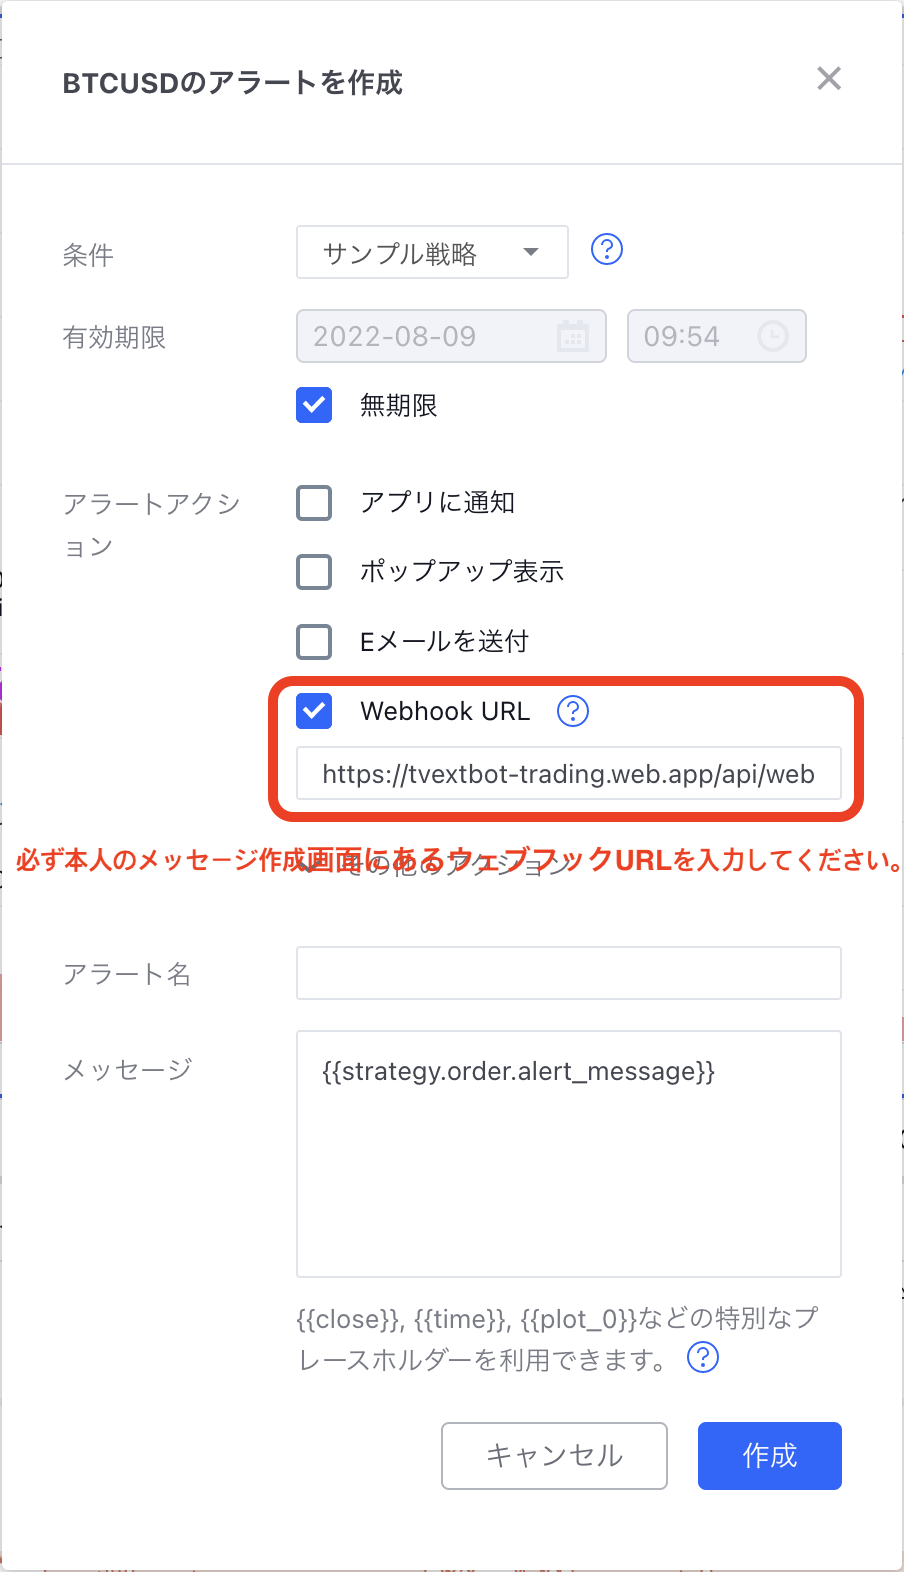 BTCUSDのアラートを作成
条件
サンプル戦略
有効期限
2022-08-09
09:54
無期限
アラートアクシ
ョン
アプリに通知
ポップアップ表示
Eメールを送付
Webhook URL
https://tvextbot-trading.web.app/api/web
必ず本人のメッセージ作成画面にあるウェブフックURLを入力してください。
その他のアクション
アラート名
メッセージ
{{strategy.order.alert_message}}
{{close}}, {{time}}, {{plot_0}}などの特別なプ
レースホルダーを利用できます。
キャンセル
作成